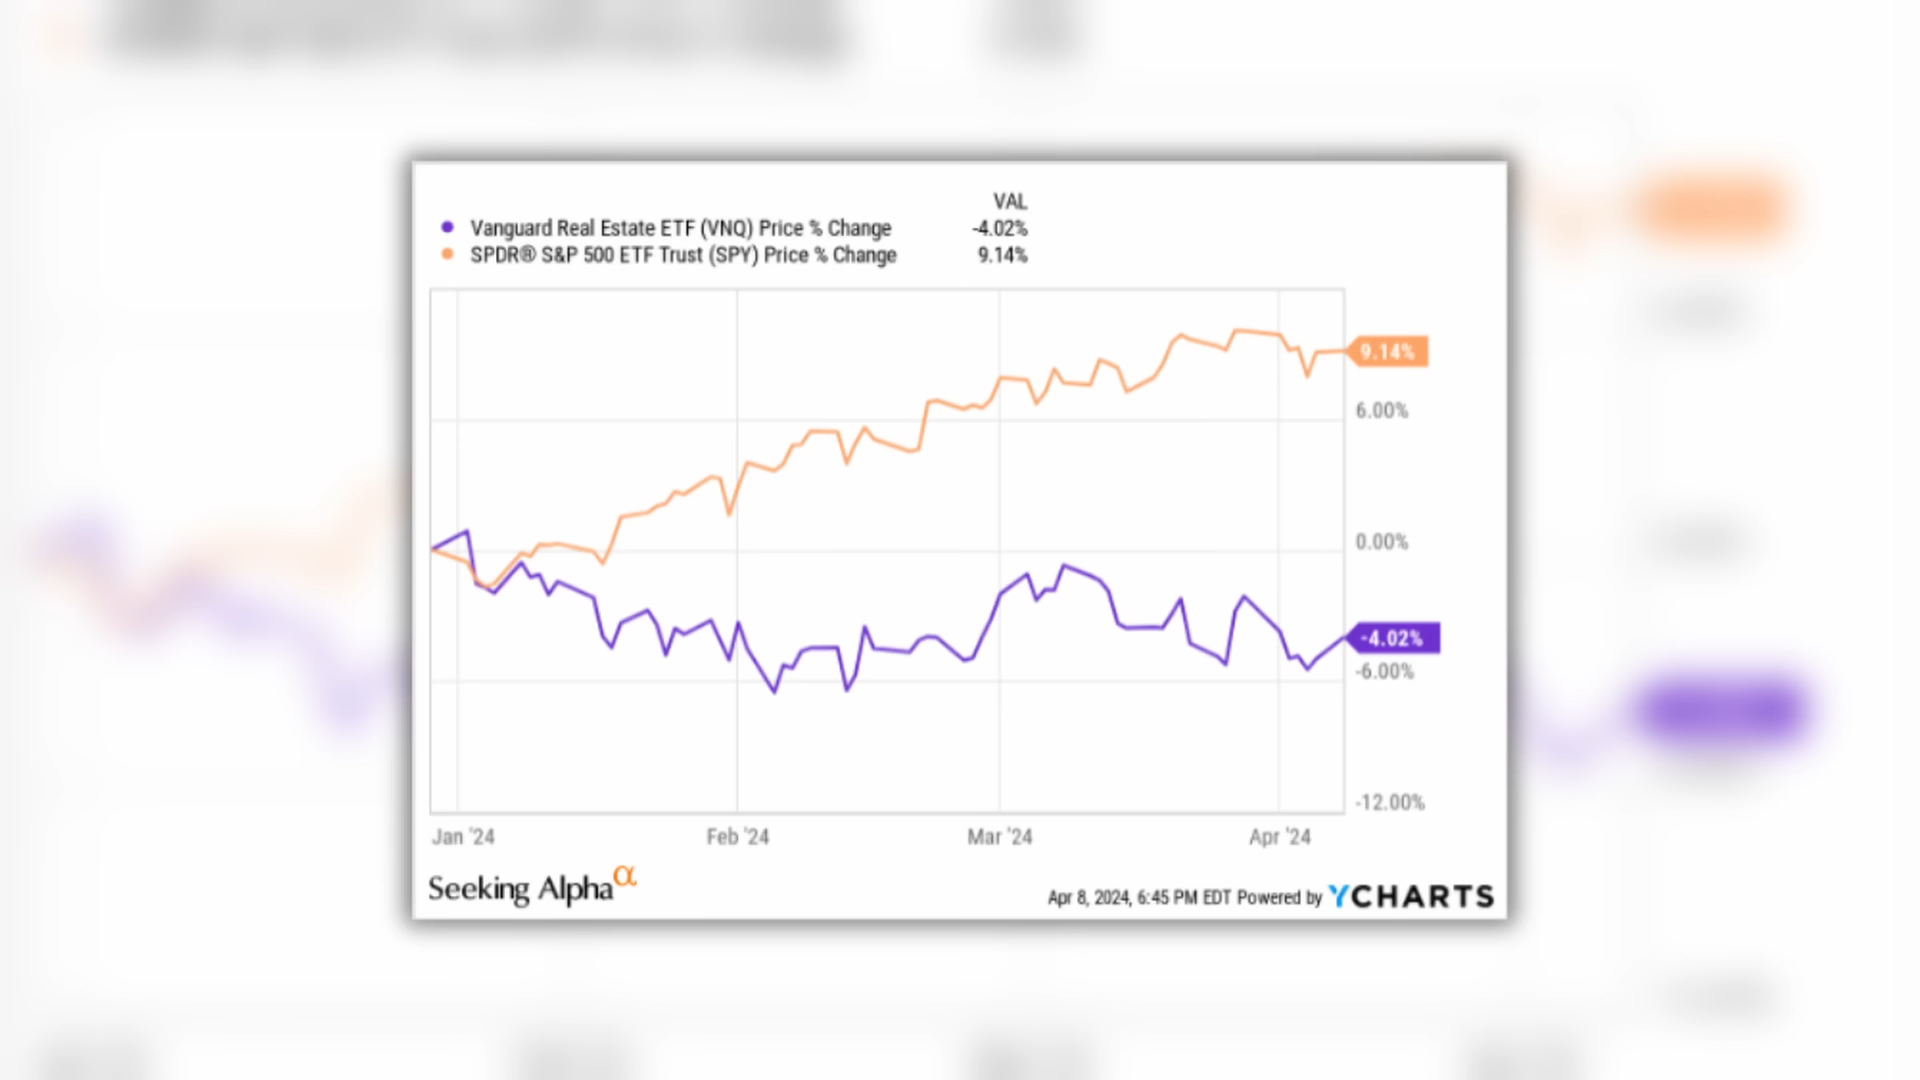 VAL
Vanguard Real Estate ETF (VNQ) Price % Change -4.02%
SPDR® S&P 500 ETF Trust (SPY) Price % Change 9.14%
9.14%
6.00%
0.00%
-4.02%
-6.00%
-12.00%
Jan '24 Feb '24 Mar '24 Apr '24
Seeking Alphaα
Apr 8, 2024, 6:45 PM EDT Powered by YCHARTS